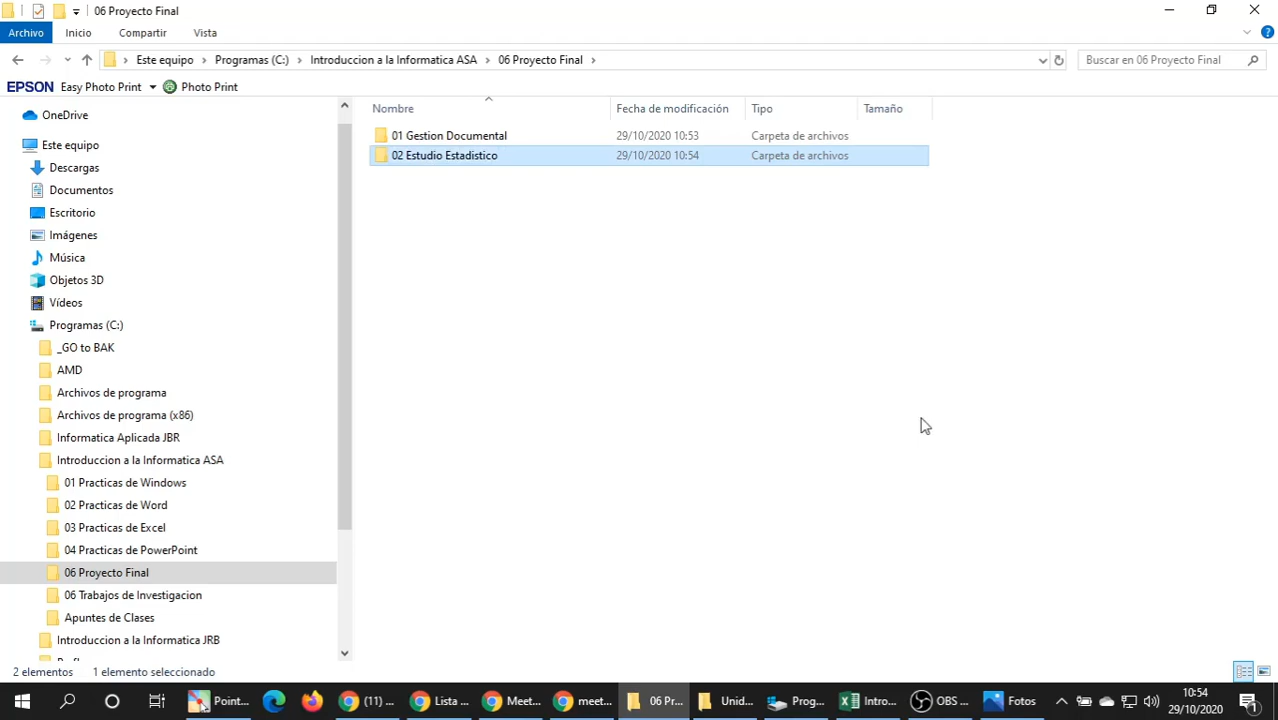 06 Proyecto Final
Archivo Inicio Compartir Vista
Este equipo Programas (C:) Introduccion a la Informatica ASA 06 Proyecto Final
Buscar en 06 Proyecto Final
EPSON Easy Photo Print Photo Print
Nombre Fecha de modificación Tipo Tamaño
01 Gestion Documental 29/10/2020 10:53 Carpeta de archivos
02 Estudio Estadistico 29/10/2020 10:54 Carpeta de archivos
OneDrive
Este equipo
Descargas
Documentos
Escritorio
Imágenes
Música
Objetos 3D
Vídeos
Programas (C:)
_GO to BAK
AMD
Archivos de programa
Archivos de programa (x86)
Informatica Aplicada JBR
Introduccion a la Informatica ASA
01 Practicas de Windows
02 Practicas de Word
03 Practicas de Excel
04 Practicas de PowerPoint
06 Proyecto Final
06 Trabajos de Investigacion
Apuntes de Clases
Introduccion a la Informatica JRB
2 elementos 1 elemento seleccionado
Point... (11) ... Lista ... Meet... meet... 06 Pr... Unid... Prog... Intro... OBS ... Fotos
10:54
29/10/2020
1